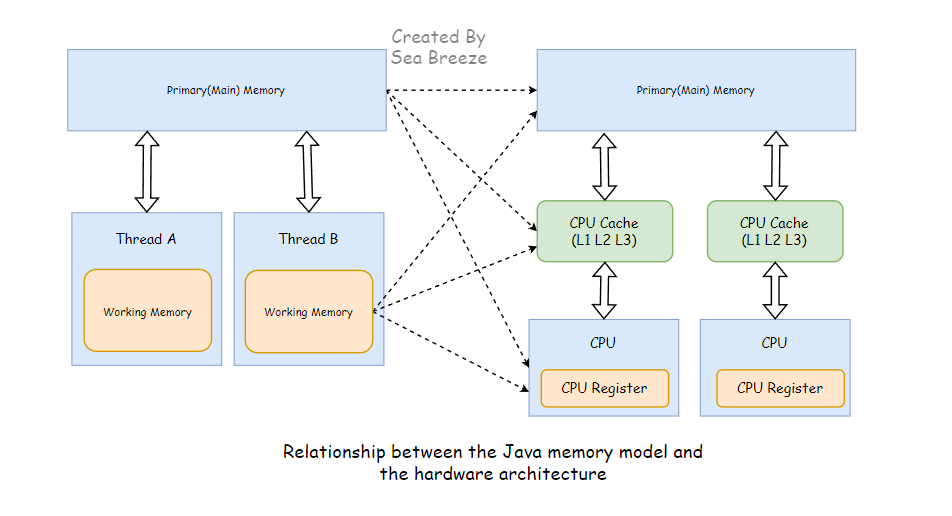 Created By
Sea Breeze
Primary(Main) Memory
Primary(Main) Memory
Thread A
Working Memory
Thread B
Working Memory
CPU Cache
(L1 L2 L3)
CPU Cache
(L1 L2 L3)
CPU
CPU Register
CPU
CPU Register
Relationship between the Java memory model and
the hardware architecture